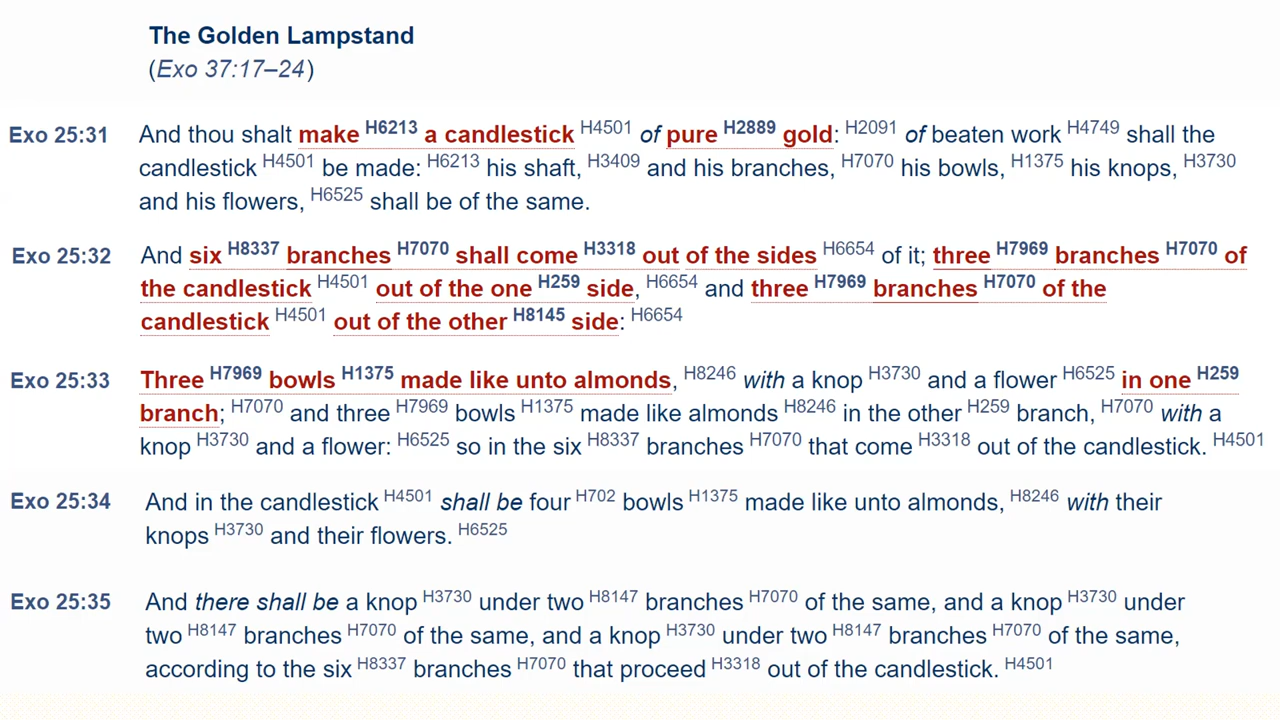 The Golden Lampstand
(Exo 37:17–24)
Exo 25:31 And thou shalt make H6213 a candlestick H4501 of pure H2889 gold: H2091 of beaten work H4749 shall the
candlestick H4501 be made: H6213 his shaft, H3409 and his branches, H7070 his bowls, H1375 his knops, H3730
and his flowers, H6525 shall be of the same.
Exo 25:32 And six H8337 branches H7070 shall come H3318 out of the sides H6654 of it; three H7969 branches H7070 of
the candlestick H4501 out of the one H259 side, H6654 and three H7969 branches H7070 of the
candlestick H4501 out of the other H8145 side: H6654
Exo 25:33 Three H7969 bowls H1375 made like unto almonds, H8246 with a knop H3730 and a flower H6525 in one H259
branch; H7070 and three H7969 bowls H1375 made like almonds H8246 in the other H259 branch, H7070 with a
knop H3730 and a flower: H6525 so in the six H8337 branches H7070 that come H3318 out of the candlestick. H4501
Exo 25:34 And in the candlestick H4501 shall be four H702 bowls H1375 made like unto almonds, H8246 with their
knops H3730 and their flowers. H6525
Exo 25:35 And there shall be a knop H3730 under two H8147 branches H7070 of the same, and a knop H3730 under
two H8147 branches H7070 of the same, and a knop H3730 under two H8147 branches H7070 of the same,
according to the six H8337 branches H7070 that proceed H3318 out of the candlestick. H4501